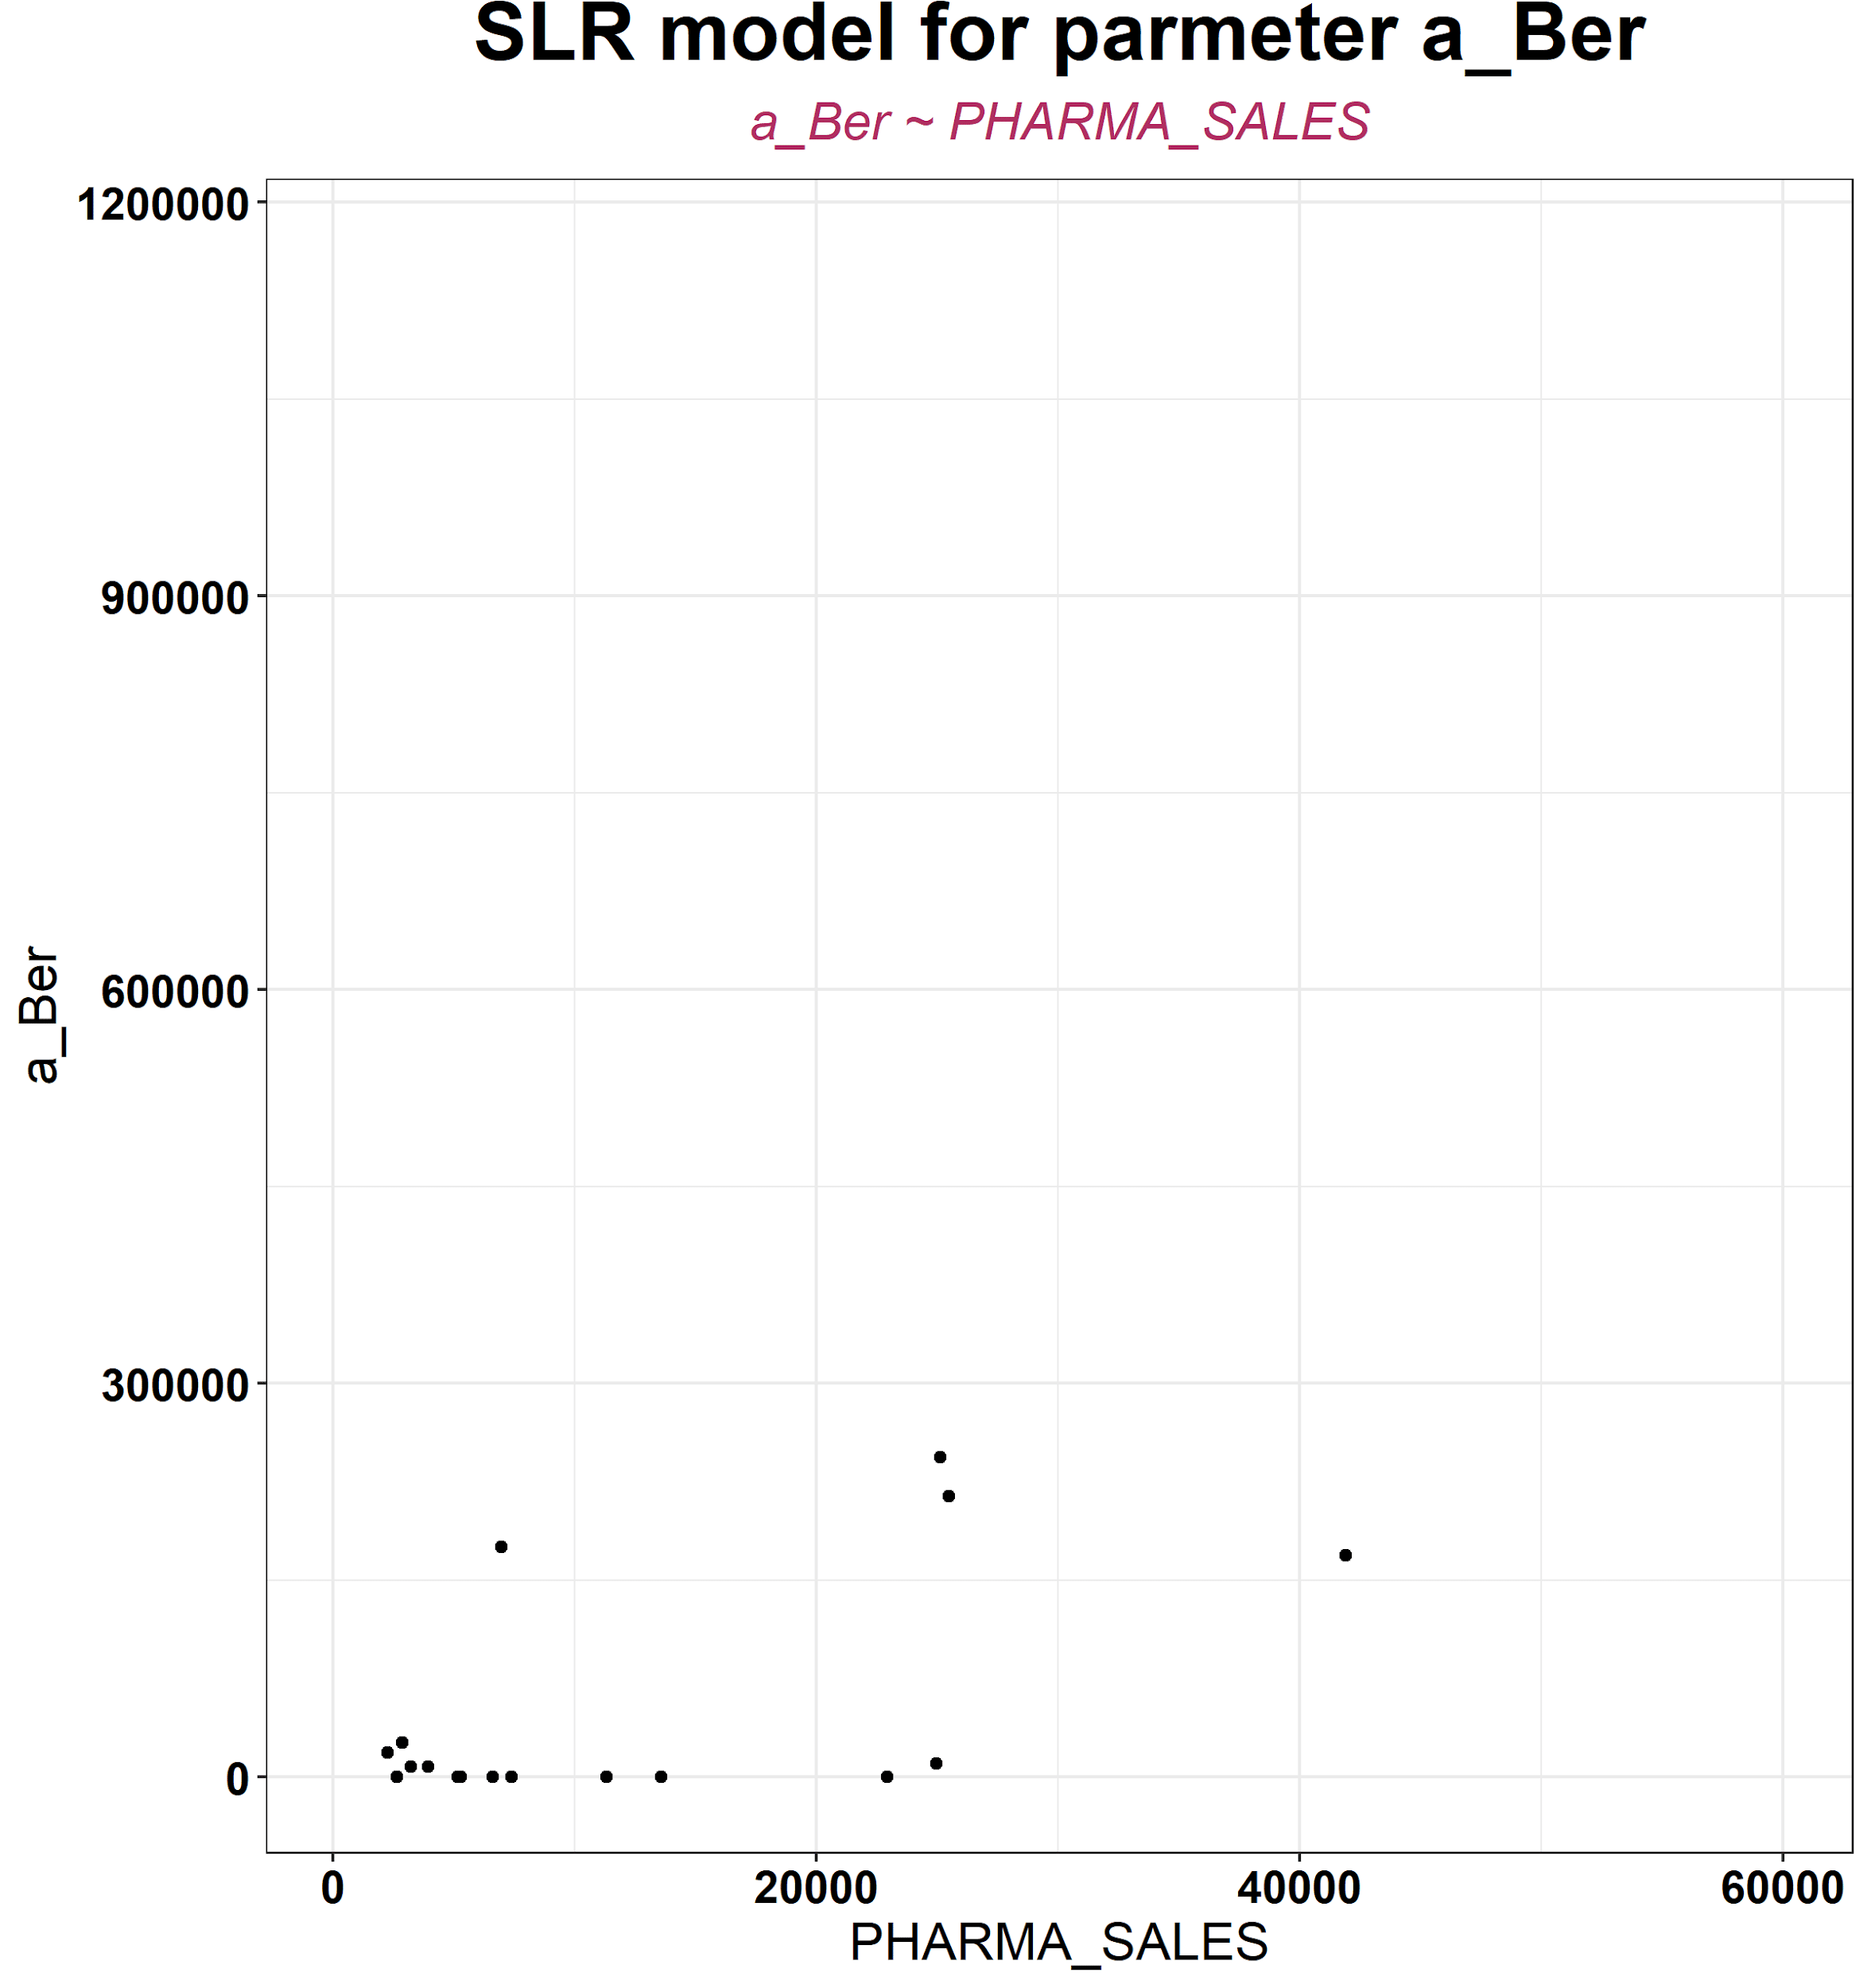 SLR model for parmeter a_Ber
a_Ber ~ PHARMA_SALES
1200000
900000
600000
300000
0
a_Ber
0 20000 40000 60000
PHARMA_SALES